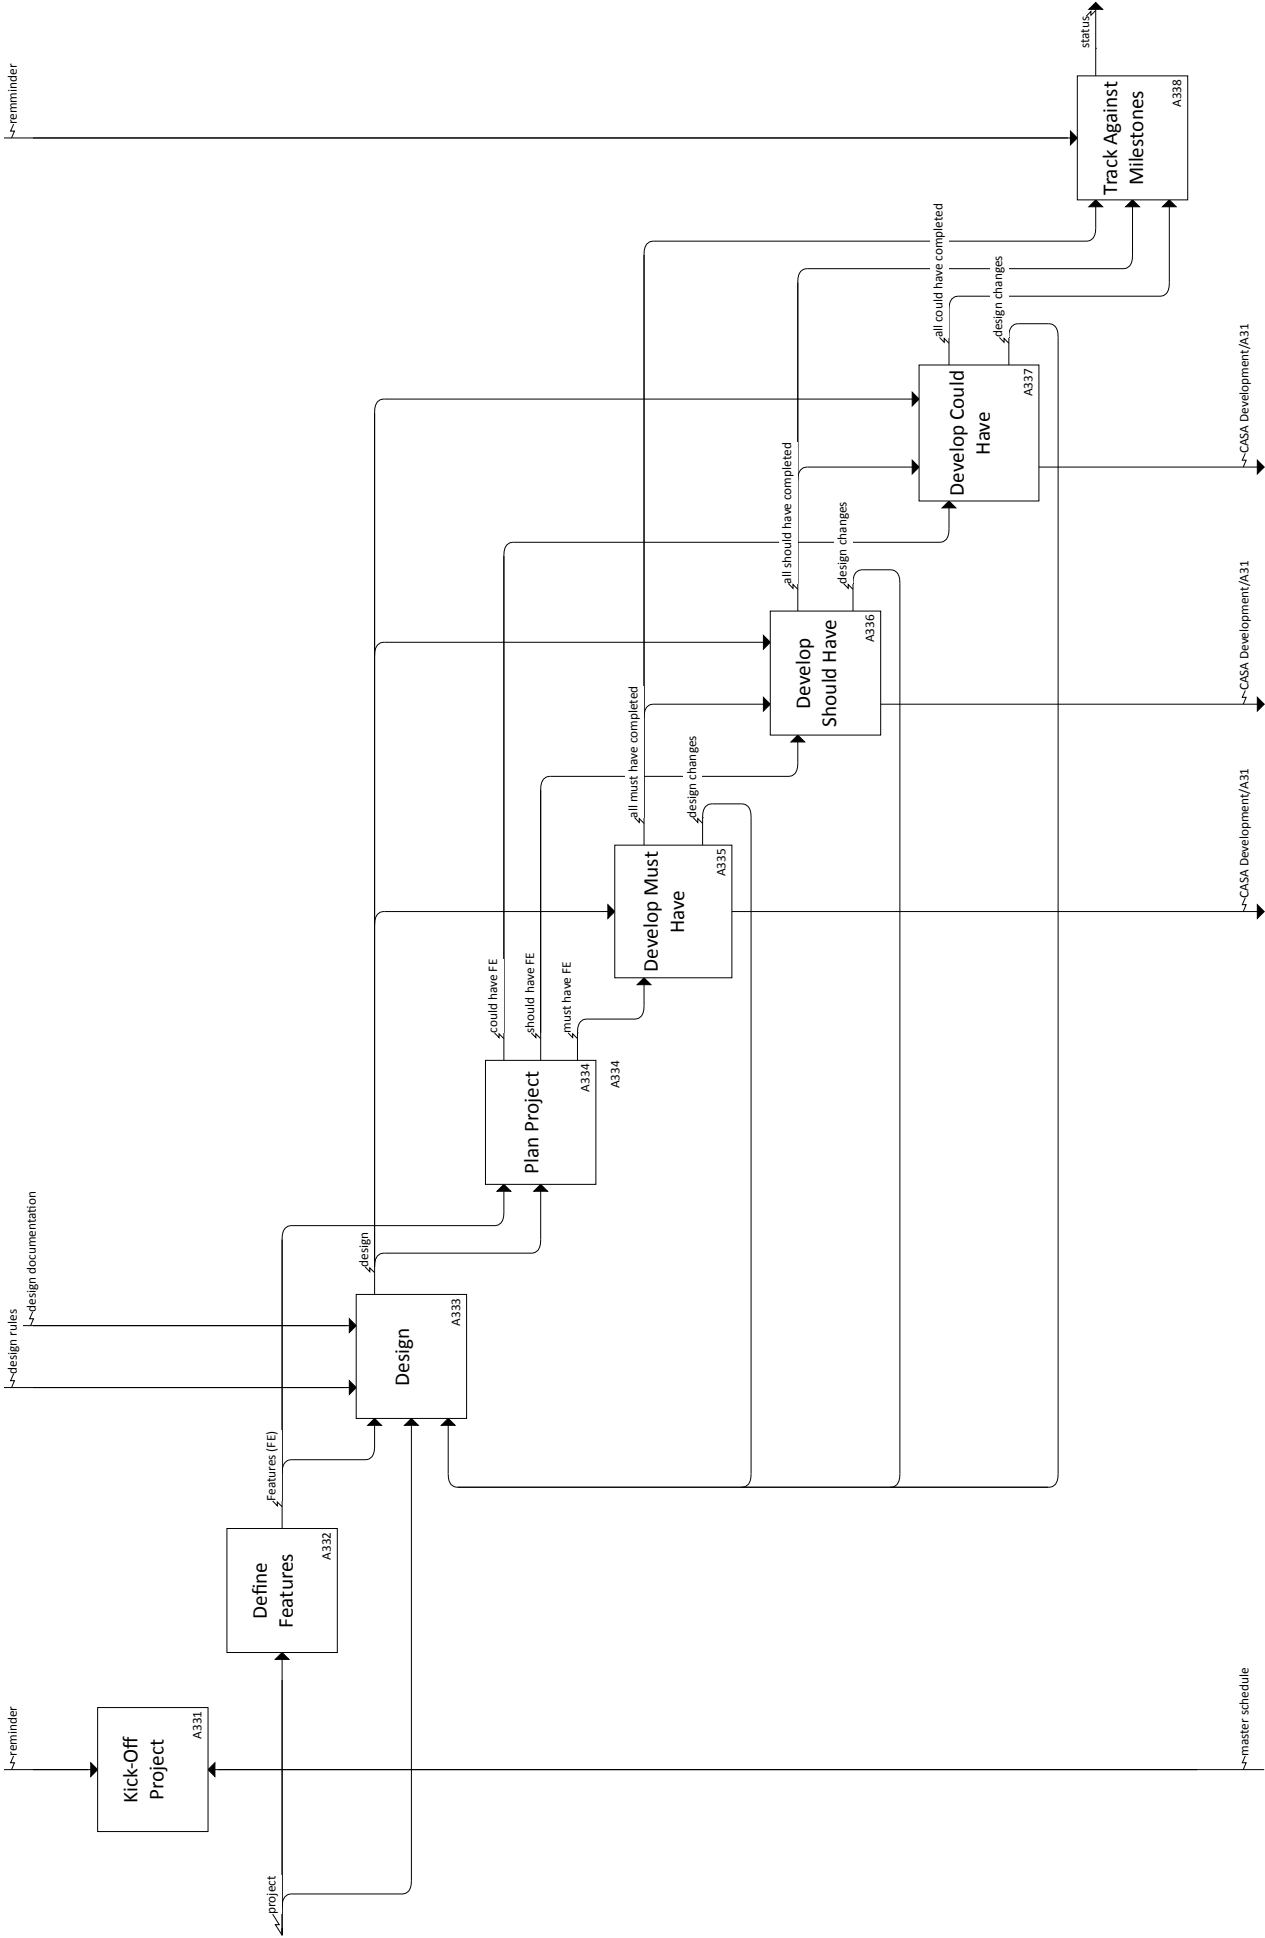 reminder
design rules
design documentation
remminder
Kick-Off
Project
A331
project
Define
Features
A332
Features (FE)
Design
A333
design
Plan Project
A334
A334
could have FE
should have FE
must have FE
Develop Must
Have
A335
all must have completed
design changes
Develop
Should Have
A336
all should have completed
design changes
Develop Could
Have
A337
all could have completed
design changes
Track Against
Milestones
A338
status
master schedule
CASA Development/A31
CASA Development/A31
CASA Development/A31